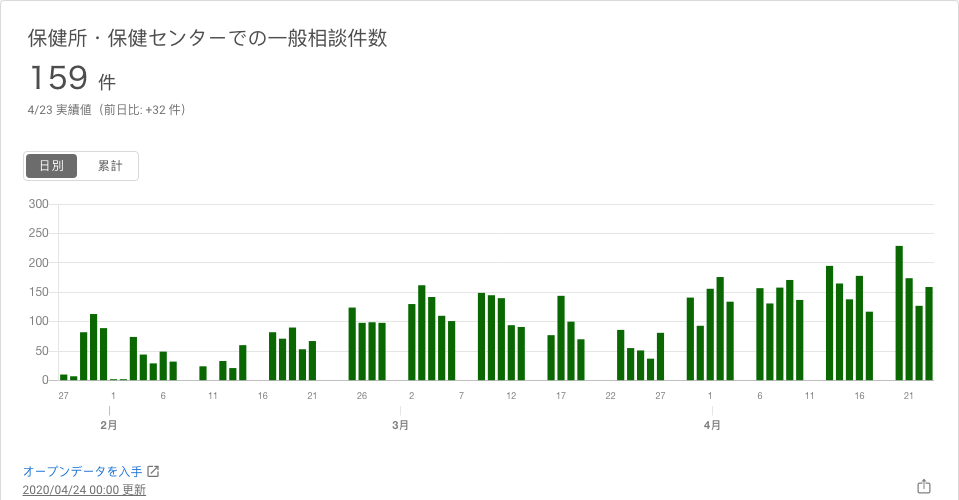 保健所・保健センターでの一般相談件数
159 件
4/23 実績値（前日比: +32 件）
日別 累計
300
250
200
150
100
50
0
27 1 6 11 16 21 26 2 7 12 17 22 27 1 6 11 16 21
2月 3月 4月
オープンデータを入手
2020/04/24 00:00 更新